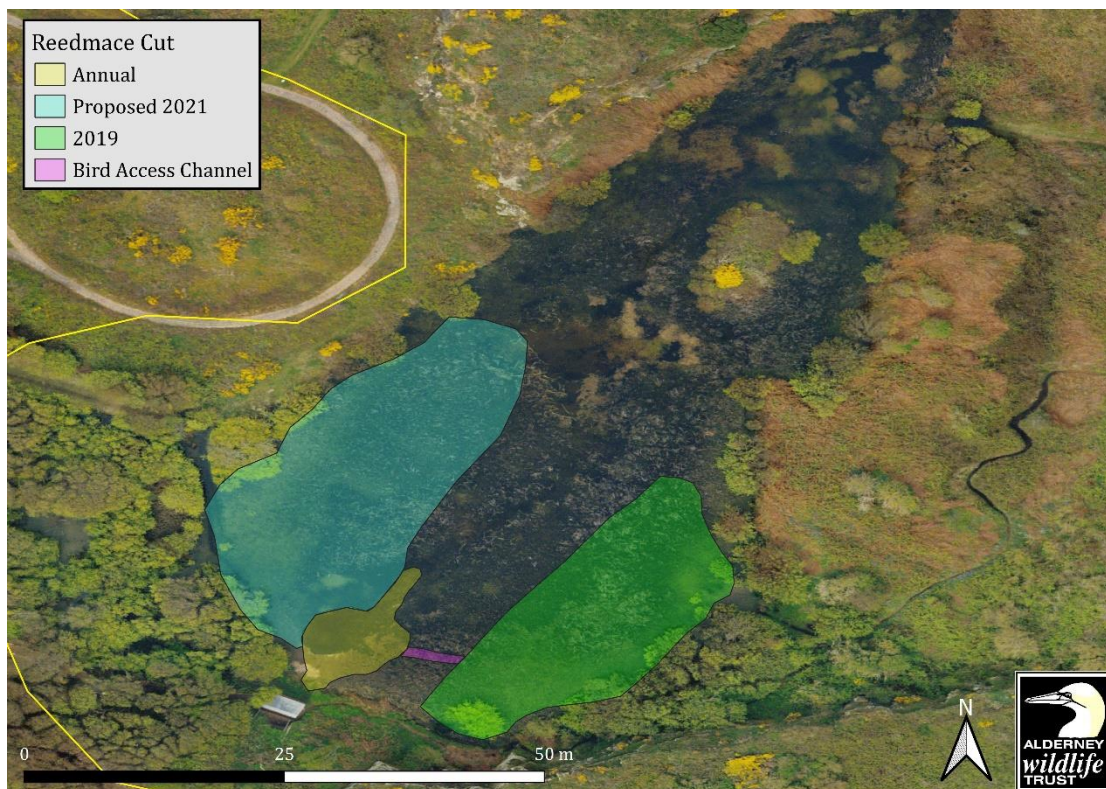 Reedmace Cut
Annual
Proposed 2021
2019
Bird Access Channel
0
25
50 m
N
ALDERNEY
wildlife
TRUST